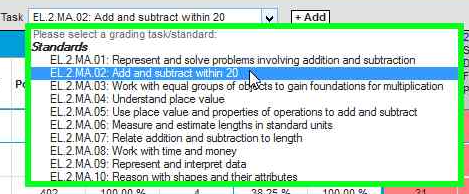 Task EL.2.MA.02: Add and subtract within 20 + Add
Please select a grading task/standard:
Standards
EL.2.MA.01: Represent and solve problems involving addition and subtraction
EL.2.MA.02: Add and subtract within 20
EL.2.MA.03: Work with equal groups of objects to gain foundations for multiplication
EL.2.MA.04: Understand place value
EL.2.MA.05: Use place value and properties of operations to add and subtract
EL.2.MA.06: Measure and estimate lengths in standard units
EL.2.MA.07: Relate addition and subtraction to length
EL.2.MA.08: Work with time and money
EL.2.MA.09: Represent and interpret data
EL.2.MA.10: Reason with shapes and their attributes
402 100.00 % 4 38.25 % 100.00 % 31